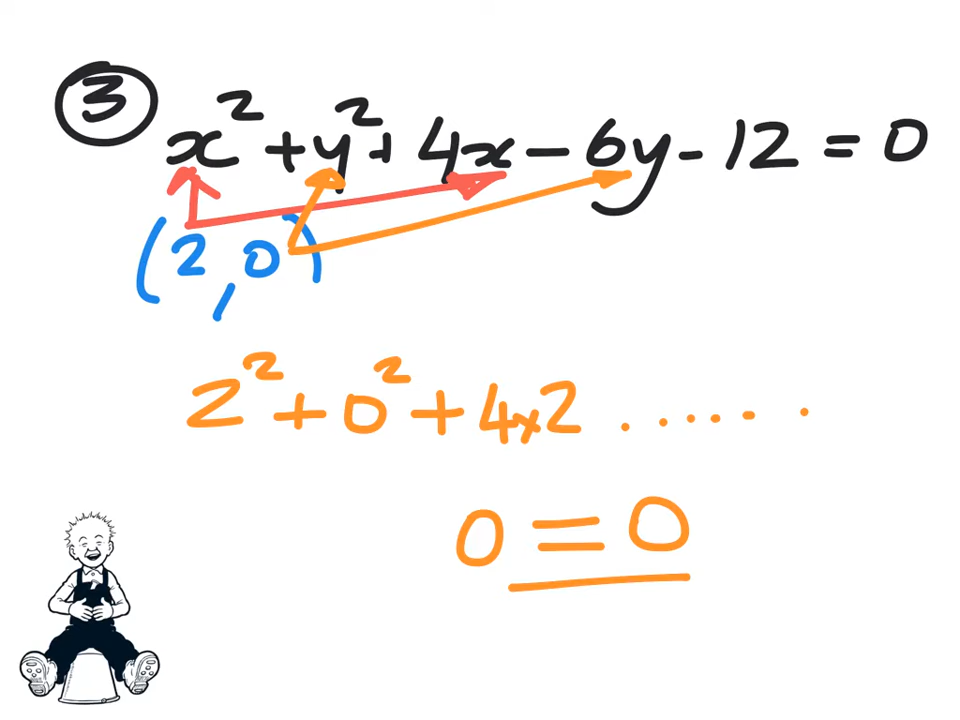 ③ x² + y² + 4x - 6y - 12 = 0
(2, 0)
2² + 0² + 4x2 . . . . . .
0 = 0